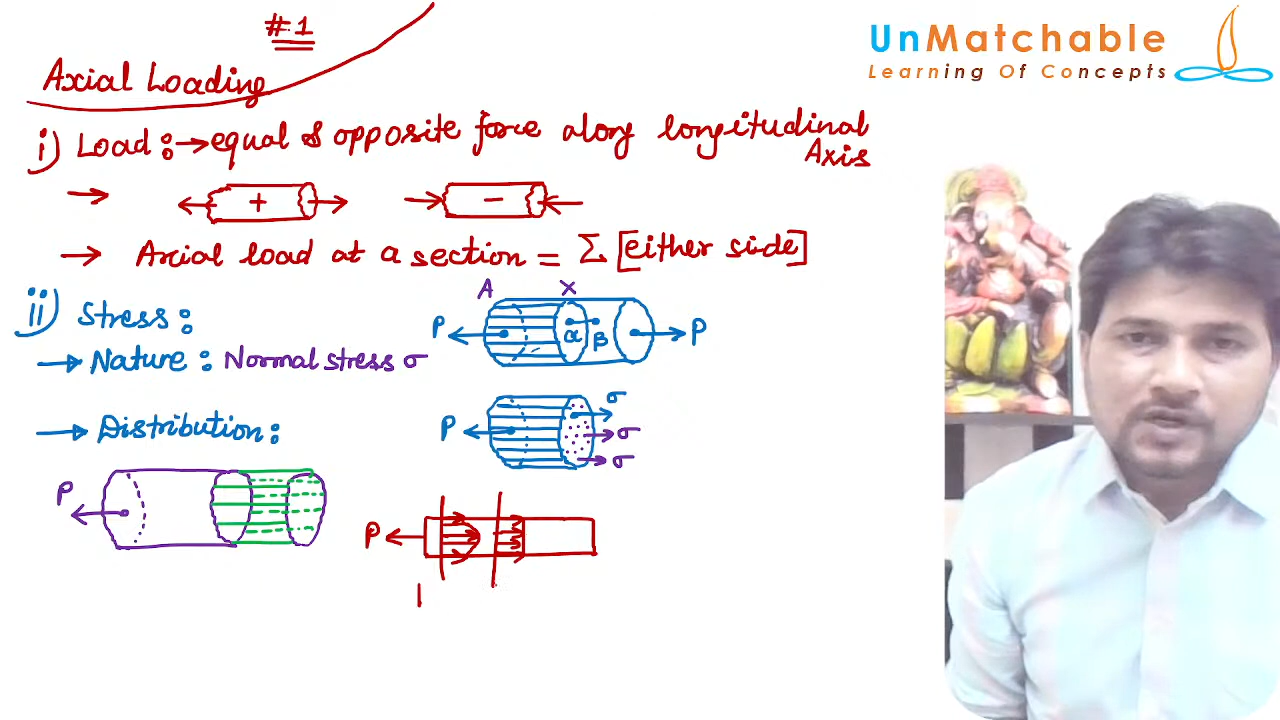 #1
UnMatchable
Learning Of Concepts
Axial Loading
i) Load :→ equal & opposite force along longitudinal
Axis
→ + -
→ Axial load at a section = Σ [either side]
ii) Stress :
A X
P α β P
→ Nature : Normal stress σ
→ Distribution :
P σ
σ
σ
P
P